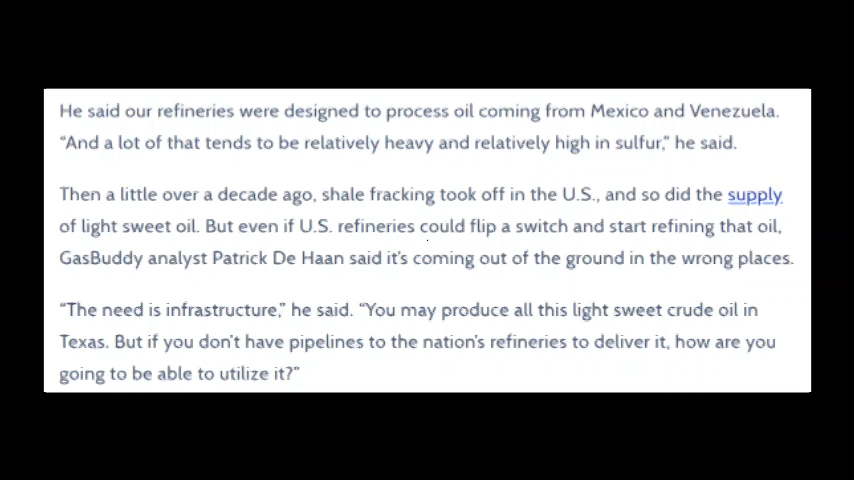 He said our refineries were designed to process oil coming from Mexico and Venezuela.
“And a lot of that tends to be relatively heavy and relatively high in sulfur,” he said.
Then a little over a decade ago, shale fracking took off in the U.S., and so did the supply
of light sweet oil. But even if U.S. refineries could flip a switch and start refining that oil,
GasBuddy analyst Patrick De Haan said it’s coming out of the ground in the wrong places.
“The need is infrastructure,” he said. “You may produce all this light sweet crude oil in
Texas. But if you don’t have pipelines to the nation’s refineries to deliver it, how are you
going to be able to utilize it?”